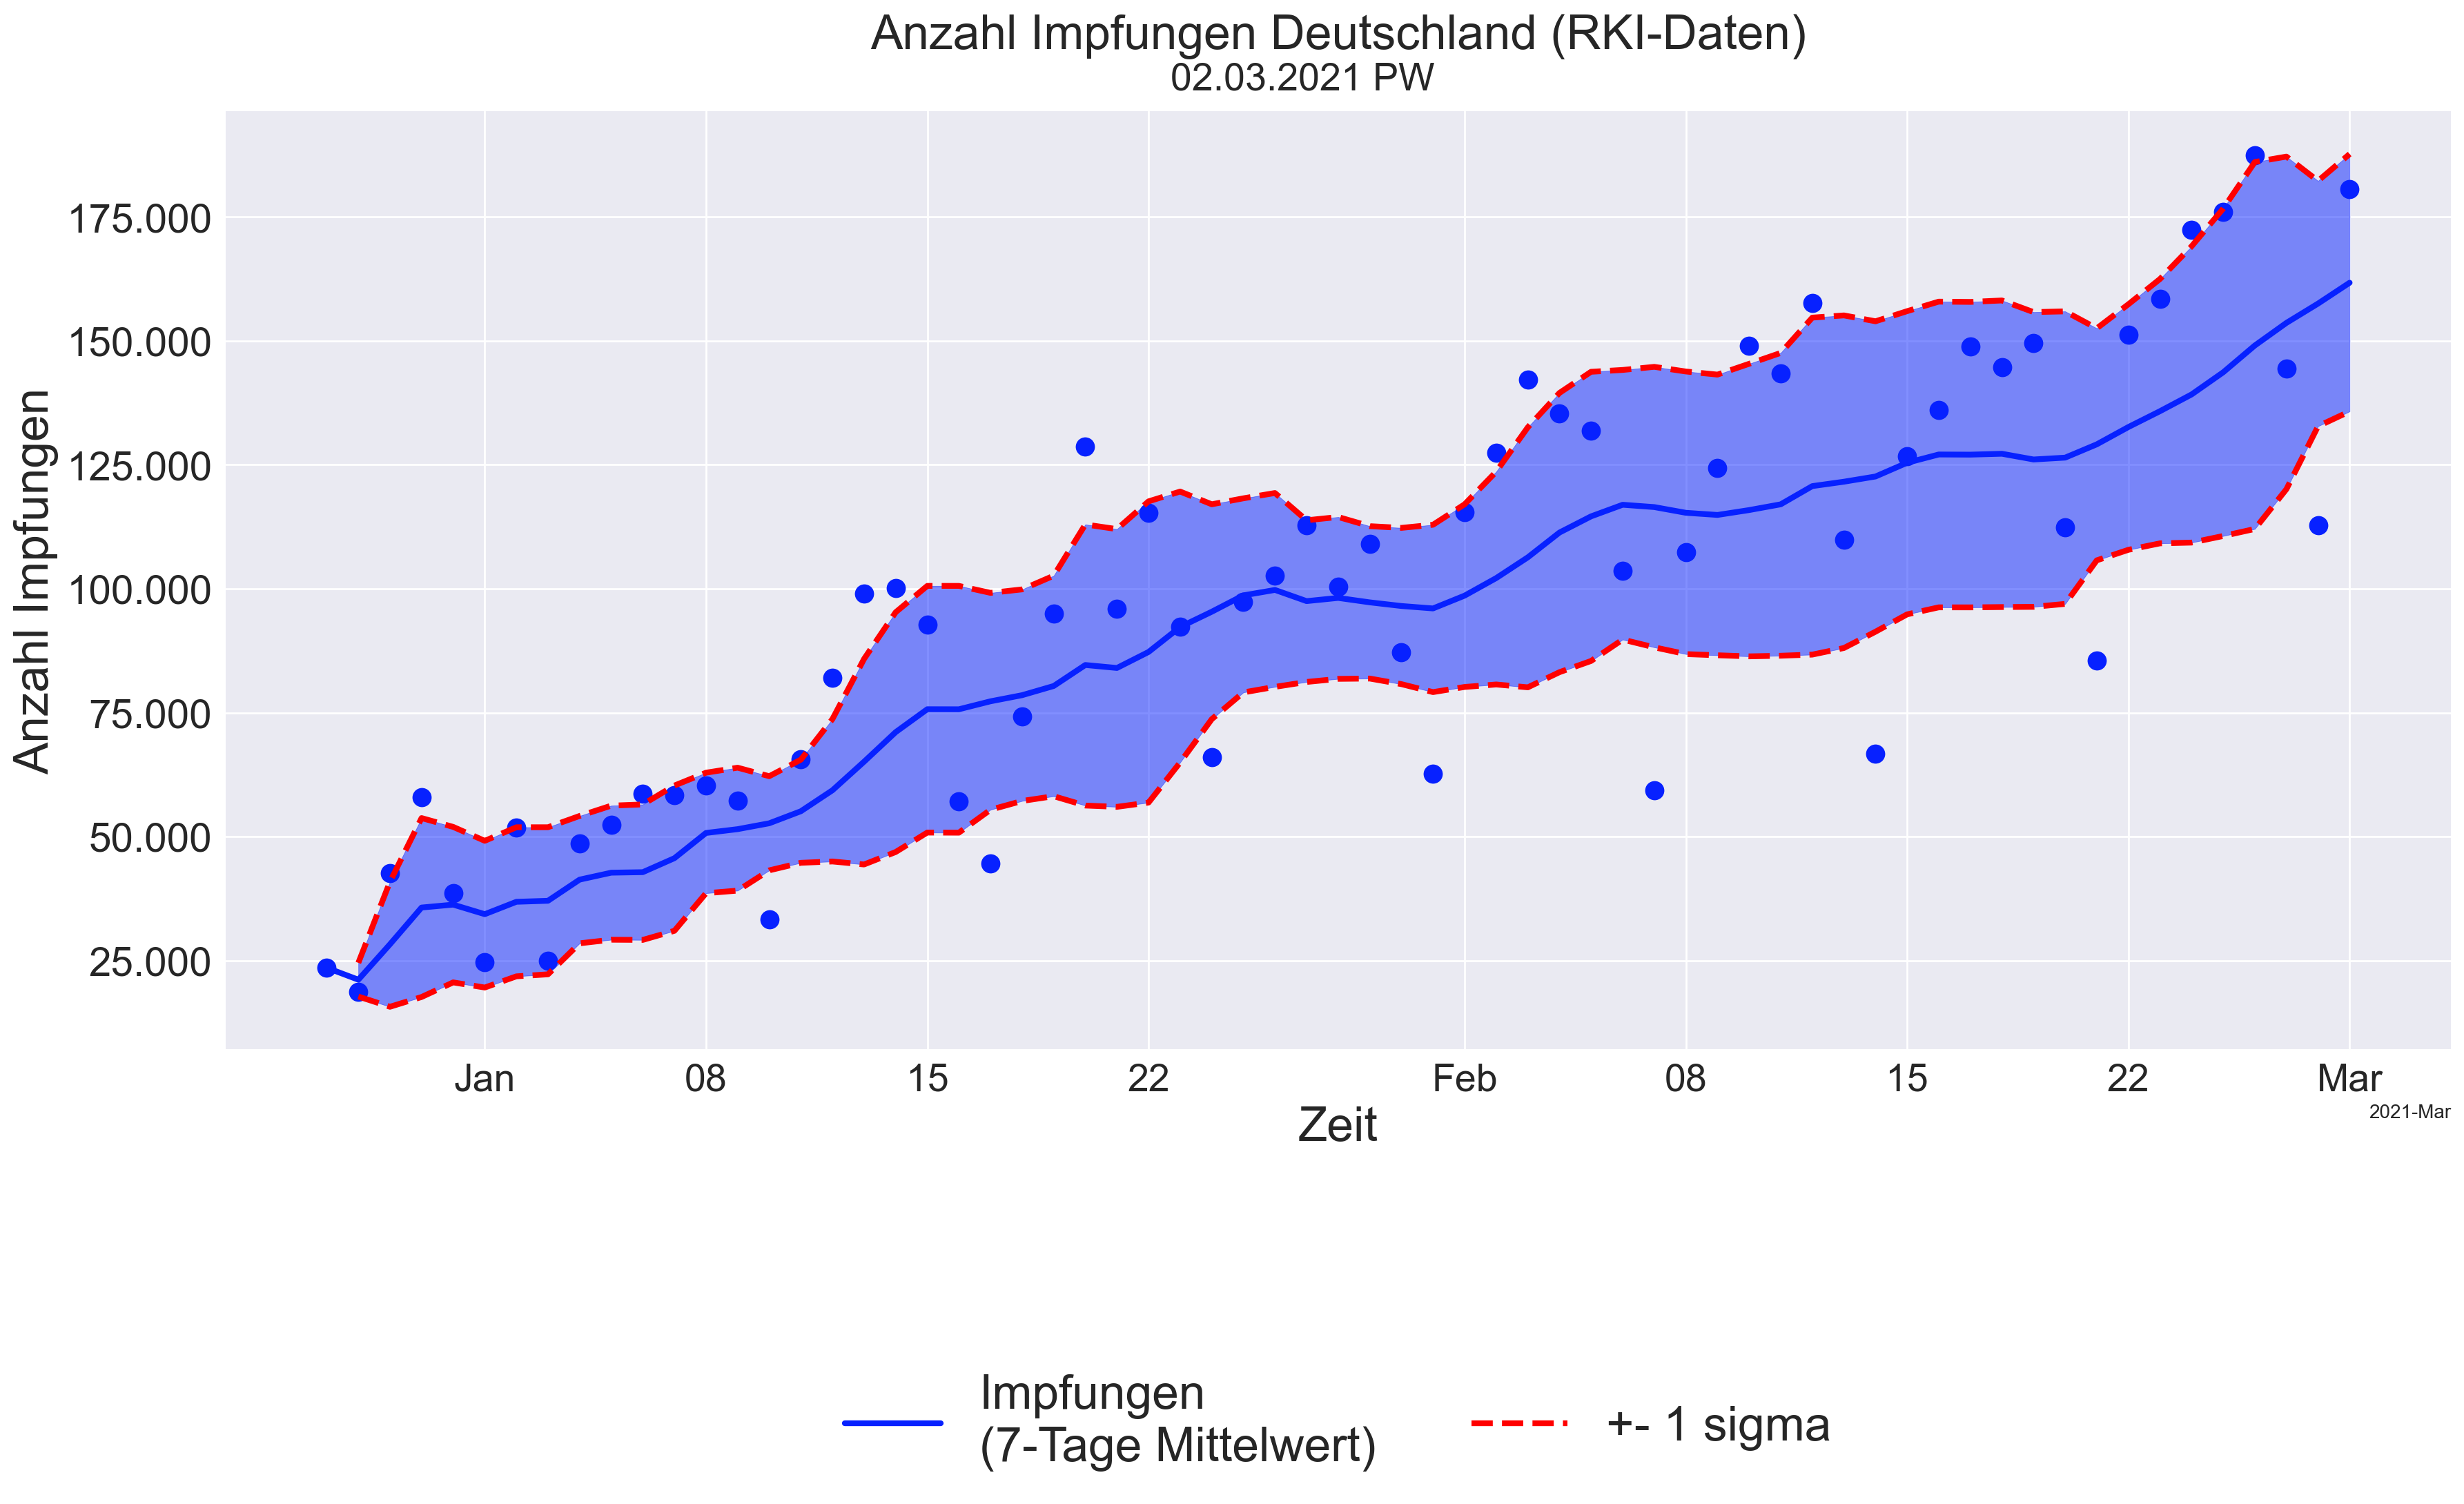 Anzahl Impfungen Deutschland (RKI-Daten)
02.03.2021 PW
Anzahl Impfungen
175.000
150.000
125.000
100.000
75.000
50.000
25.000
Jan 08 15 22 Feb 08 15 22 Mar
2021-Mar
Zeit
Impfungen
(7-Tage Mittelwert)
+- 1 sigma